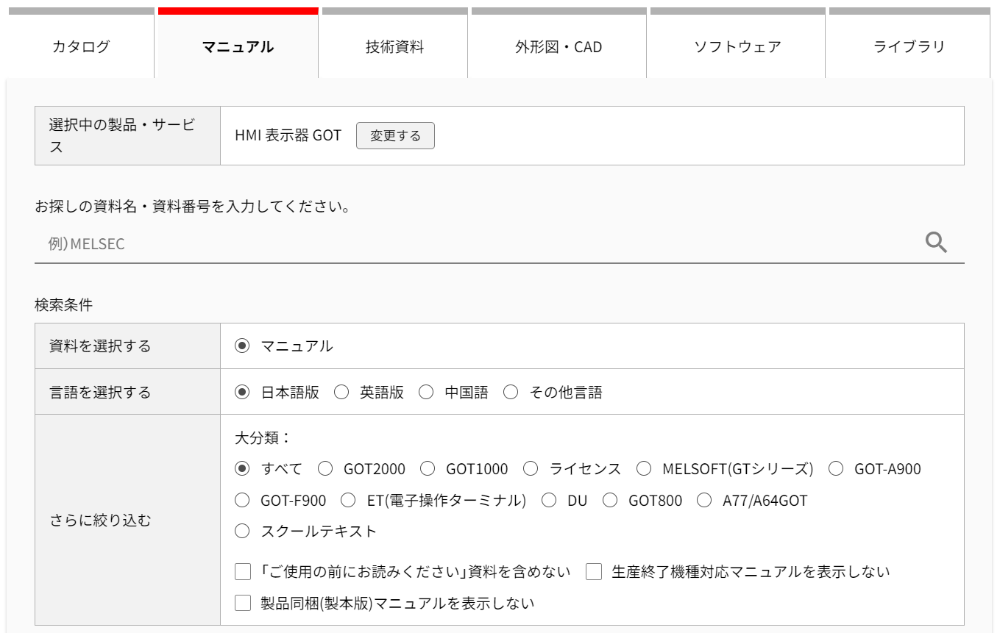 カタログ
マニュアル
技術資料
外形図・CAD
ソフトウェア
ライブラリ
選択中の製品・サービ
ス
HMI 表示器 GOT
変更する
お探しの資料名・資料番号を入力してください。
例)MELSEC
検索条件
資料を選択する
マニュアル
言語を選択する
日本語版 英語版 中国語 その他言語
さらに絞り込む
大分類：
すべて GOT2000 GOT1000 ライセンス MELSOFT(GTシリーズ) GOT-A900
GOT-F900 ET(電子操作ターミナル) DU GOT800 A77/A64GOT
スクールテキスト
「ご使用の前にお読みください」資料を含めない 生産終了機種対応マニュアルを表示しない
製品同梱(製本版)マニュアルを表示しない